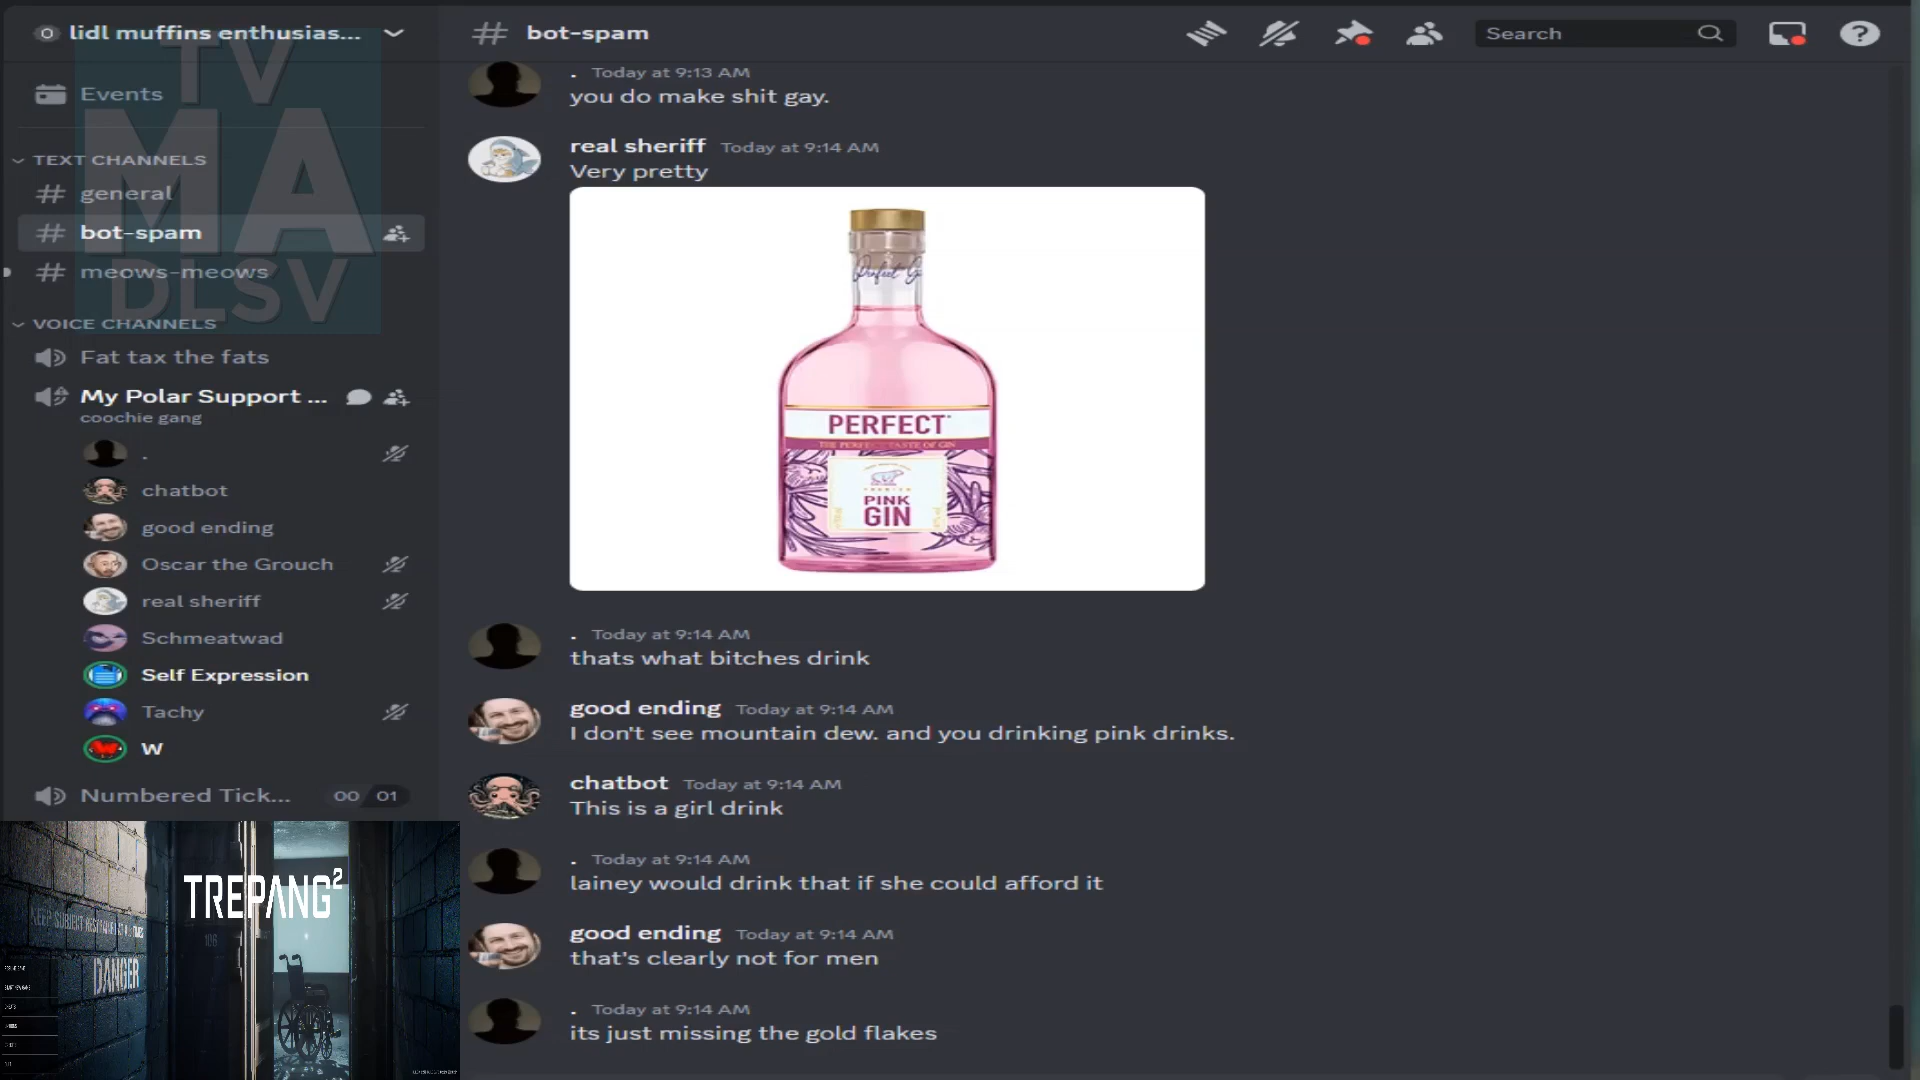 lidl muffins enthusias...
TV
MA
DLSV
Events
TEXT CHANNELS
general
bot-spam
meows-meows
VOICE CHANNELS
Fat tax the fats
My Polar Support ...
coochie gang
.
chatbot
good ending
Oscar the Grouch
real sheriff
Schmeatwad
Self Expression
Tachy
W
Numbered Tick... 00 01
TREPANG²
DANGER
bot-spam
Search
. Today at 9:13 AM
you do make shit gay.
real sheriff Today at 9:14 AM
Very pretty
PERFECT
THE PERFECT TASTE OF GIN
PINK
GIN
. Today at 9:14 AM
thats what bitches drink
good ending Today at 9:14 AM
I don't see mountain dew. and you drinking pink drinks.
chatbot Today at 9:14 AM
This is a girl drink
. Today at 9:14 AM
lainey would drink that if she could afford it
good ending Today at 9:14 AM
that's clearly not for men
. Today at 9:14 AM
its just missing the gold flakes